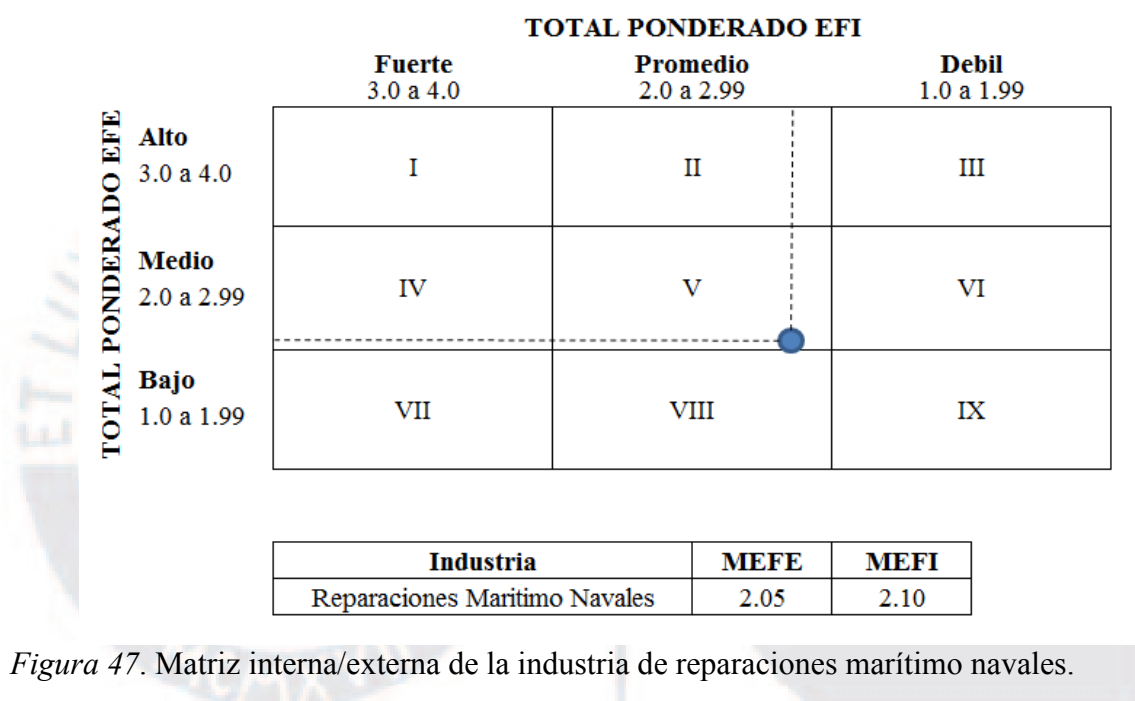 TOTAL PONDERADO EFI
Fuerte Promedio Debil
3.0 a 4.0 2.0 a 2.99 1.0 a 1.99
TOTAL PONDERADO EFE
Alto
3.0 a 4.0
I II III
Medio
2.0 a 2.99
IV V VI
Bajo
1.0 a 1.99
VII VIII IX
Industria MEFE MEFI
Reparaciones Maritimo Navales 2.05 2.10
Figura 47. Matriz interna/externa de la industria de reparaciones marítimo navales.